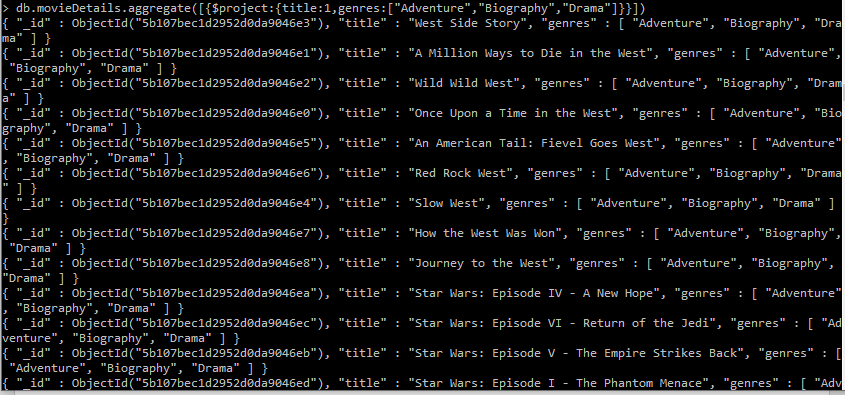 > db.movieDetails.aggregate([{$project:{title:1,genres:["Adventure","Biography","Drama"]}}])
{ "_id" : ObjectId("5b107bec1d2952d0da9046e3"), "title" : "West Side Story", "genres" : [ "Adventure", "Biography", "Dra
ma" ] }
{ "_id" : ObjectId("5b107bec1d2952d0da9046e1"), "title" : "A Million Ways to Die in the West", "genres" : [ "Adventure",
 "Biography", "Drama" ] }
{ "_id" : ObjectId("5b107bec1d2952d0da9046e2"), "title" : "Wild Wild West", "genres" : [ "Adventure", "Biography", "Dram
a" ] }
{ "_id" : ObjectId("5b107bec1d2952d0da9046e0"), "title" : "Once Upon a Time in the West", "genres" : [ "Adventure", "Bio
graphy", "Drama" ] }
{ "_id" : ObjectId("5b107bec1d2952d0da9046e5"), "title" : "An American Tail: Fievel Goes West", "genres" : [ "Adventure"
, "Biography", "Drama" ] }
{ "_id" : ObjectId("5b107bec1d2952d0da9046e6"), "title" : "Red Rock West", "genres" : [ "Adventure", "Biography", "Drama
" ] }
{ "_id" : ObjectId("5b107bec1d2952d0da9046e4"), "title" : "Slow West", "genres" : [ "Adventure", "Biography", "Drama" ]
}
{ "_id" : ObjectId("5b107bec1d2952d0da9046e7"), "title" : "How the West Was Won", "genres" : [ "Adventure", "Biography",
 "Drama" ] }
{ "_id" : ObjectId("5b107bec1d2952d0da9046e8"), "title" : "Journey to the West", "genres" : [ "Adventure", "Biography",
"Drama" ] }
{ "_id" : ObjectId("5b107bec1d2952d0da9046ea"), "title" : "Star Wars: Episode IV - A New Hope", "genres" : [ "Adventure"
, "Biography", "Drama" ] }
{ "_id" : ObjectId("5b107bec1d2952d0da9046ec"), "title" : "Star Wars: Episode VI - Return of the Jedi", "genres" : [ "Ad
venture", "Biography", "Drama" ] }
{ "_id" : ObjectId("5b107bec1d2952d0da9046eb"), "title" : "Star Wars: Episode V - The Empire Strikes Back", "genres" : [
 "Adventure", "Biography", "Drama" ] }
{ "_id" : ObjectId("5b107bec1d2952d0da9046ed"), "title" : "Star Wars: Episode I - The Phantom Menace", "genres" : [ "Adv